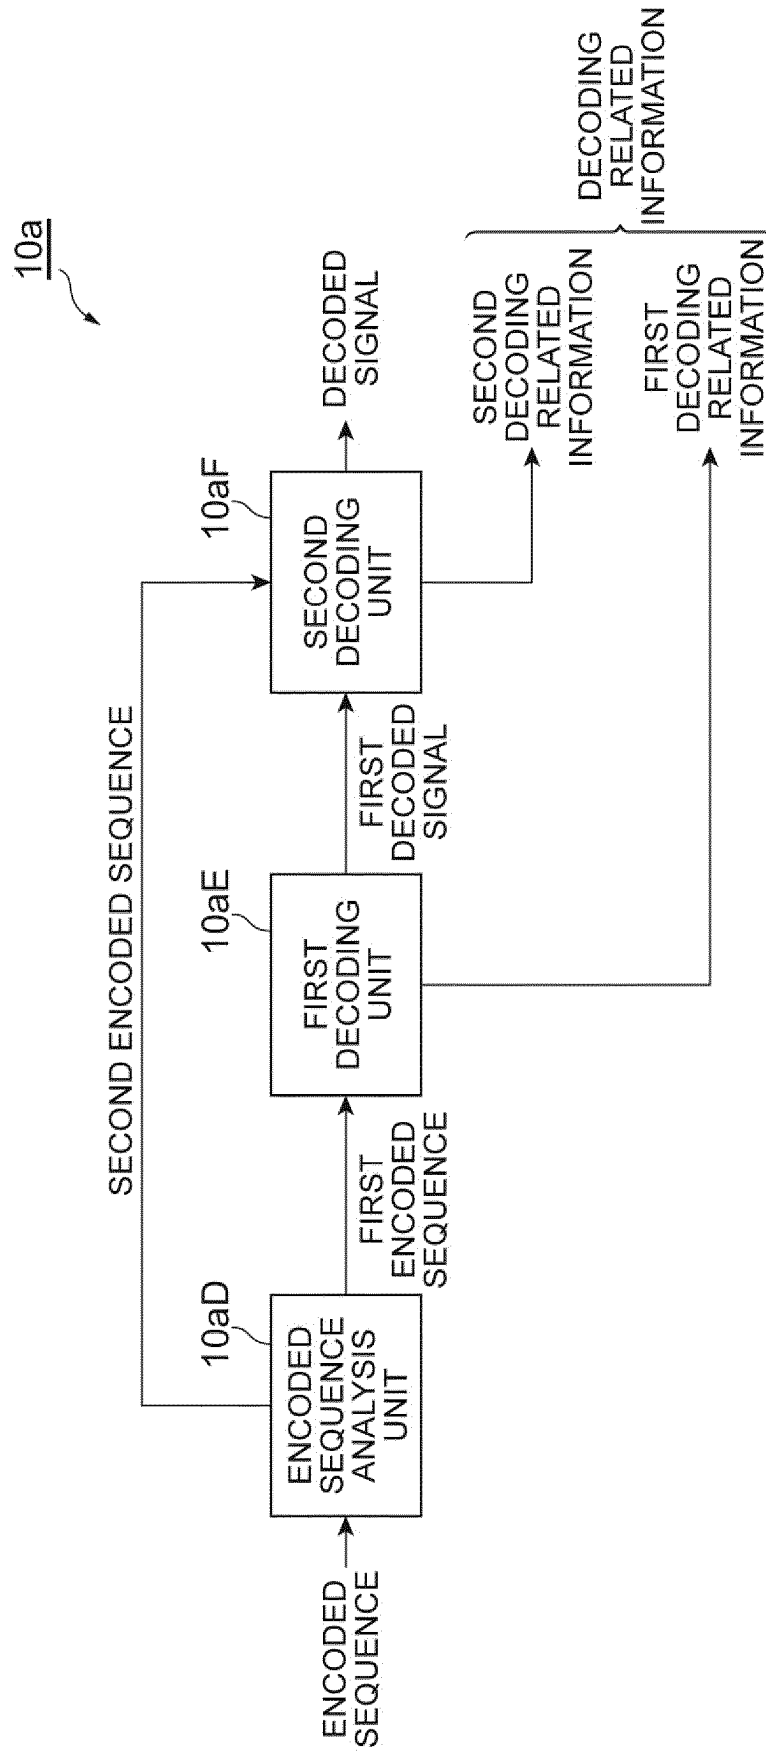 10a
ENCODED
SEQUENCE
10aD
ENCODED
SEQUENCE
ANALYSIS
UNIT
SECOND ENCODED SEQUENCE
FIRST
ENCODED
SEQUENCE
10aE
FIRST
DECODING
UNIT
FIRST
DECODED
SIGNAL
10aF
SECOND
DECODING
UNIT
DECODED
SIGNAL
SECOND
DECODING
RELATED
INFORMATION
FIRST
DECODING
RELATED
INFORMATION
DECODING
RELATED
INFORMATION